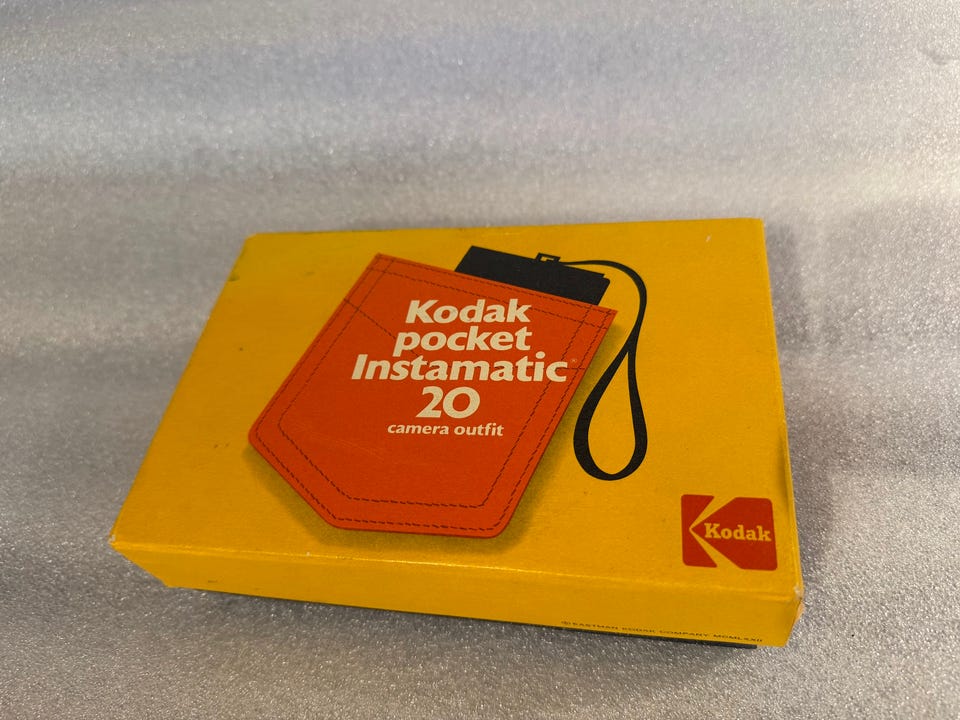 Kodak
pocket
Instamatic®
20
camera outfit
Kodak
© EASTMAN KODAK COMPANY MCMLXXII